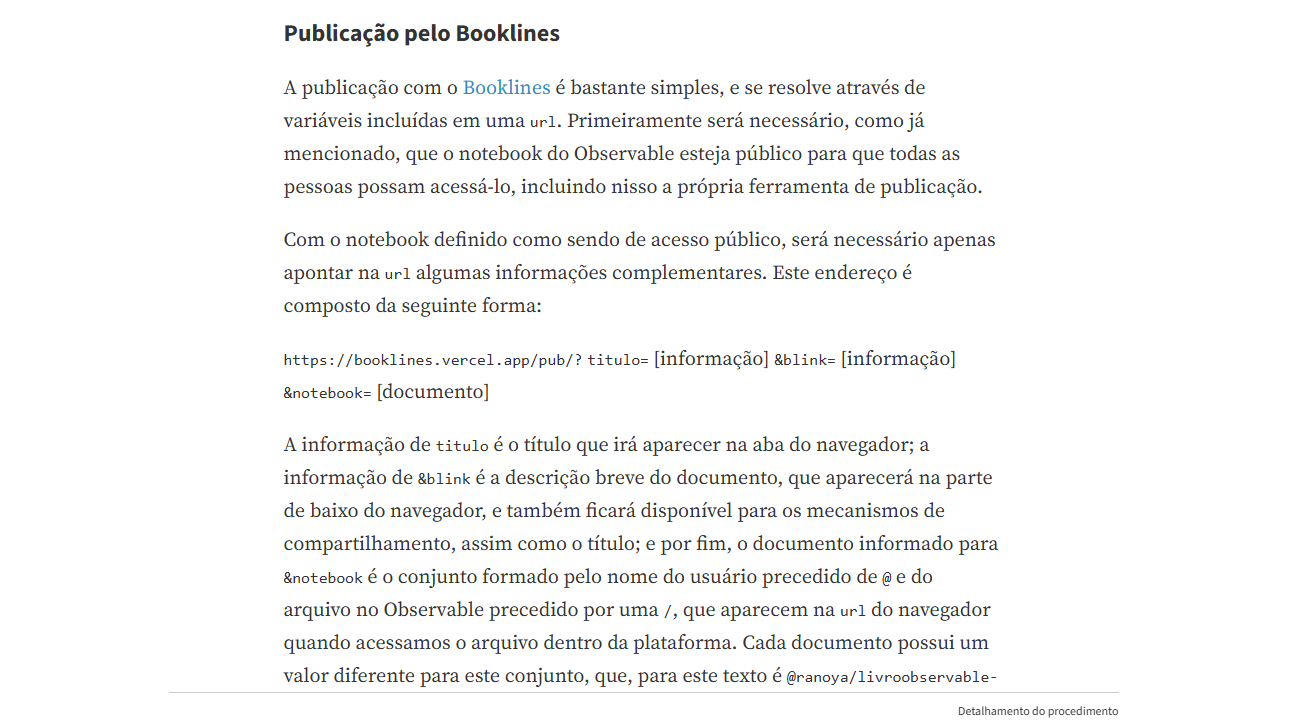 Publicação pelo Booklines
A publicação com o Booklines é bastante simples, e se resolve através de
variáveis incluídas em uma url. Primeiramente será necessário, como já
mencionado, que o notebook do Observable esteja público para que todas as
pessoas possam acessá-lo, incluindo nisso a própria ferramenta de publicação.
Com o notebook definido como sendo de acesso público, será necessário apenas
apontar na url algumas informações complementares. Este endereço é
composto da seguinte forma:
https://booklines.vercel.app/pub/? titulo= [informação] &blink= [informação]
&notebook= [documento]
A informação de titulo é o título que irá aparecer na aba do navegador; a
informação de &blink é a descrição breve do documento, que aparecerá na parte
de baixo do navegador, e também ficará disponível para os mecanismos de
compartilhamento, assim como o título; e por fim, o documento informado para
&notebook é o conjunto formado pelo nome do usuário precedido de @ e do
arquivo no Observable precedido por uma /, que aparecem na url do navegador
quando acessamos o arquivo dentro da plataforma. Cada documento possui um
valor diferente para este conjunto, que, para este texto é @ranoya/livroobservable-
Detalhamento do procedimento